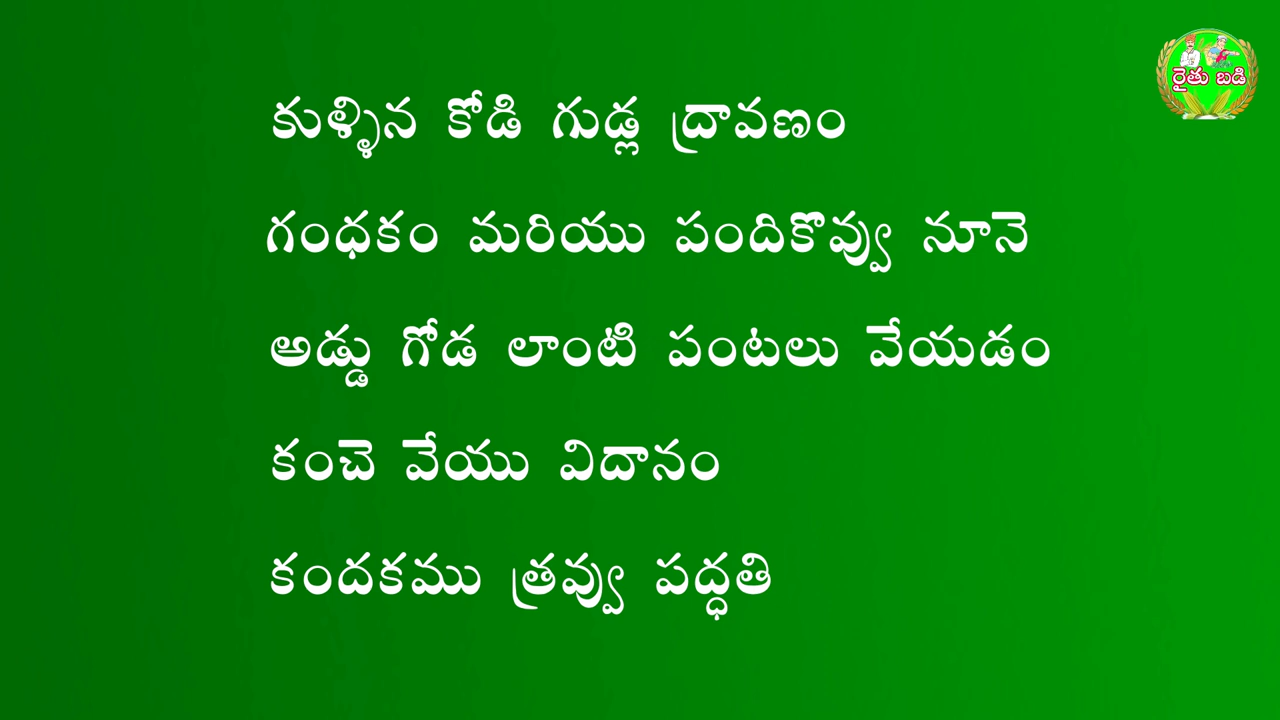 రైతు బడి
కుళ్ళిన కోడి గుడ్ల ద్రావణం
గంధకం మరియు పందికొవ్వు నూనె
అడ్డు గోడ లాంటి పంటలు వేయడం
కంచె వేయు విదానం
కందకము త్రవ్వు పద్ధతి